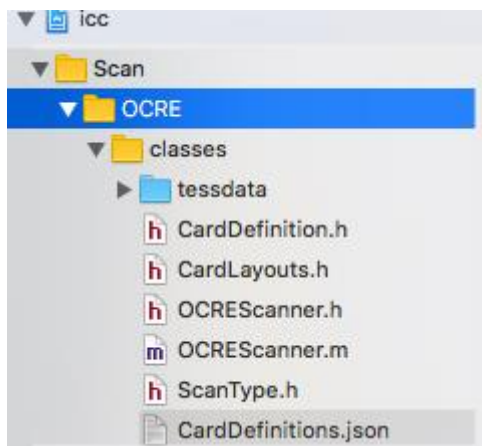 icc
Scan
OCRE
classes
tessdata
h CardDefinition.h
h CardLayouts.h
h OCREScanner.h
m OCREScanner.m
h ScanType.h
CardDefinitions.json